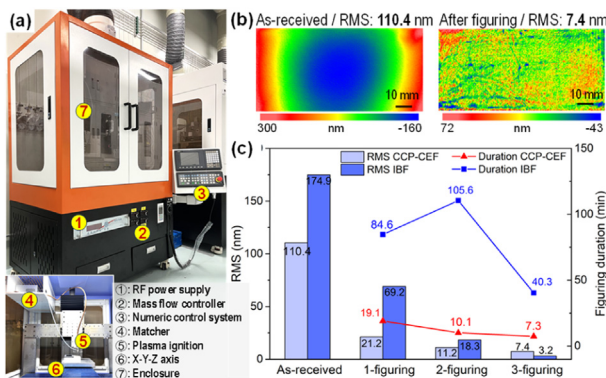 (a)
⑦
③
①
②
④
⑤
⑥
①: RF power supply
②: Mass flow controller
③: Numeric control system
④: Matcher
⑤: Plasma ignition
⑥: X-Y-Z axis
⑦: Enclosure
(b) As-received / RMS: 110.4 nm
After figuring / RMS: 7.4 nm
10 mm
10 mm
300 nm -160
72 nm -43
(c)
RMS CCP-CEF
RMS IBF
Duration CCP-CEF
Duration IBF
RMS (nm)
200
150
100
50
0
Figuring duration (min)
150
100
50
0
110.4
174.9
84.6
105.6
40.3
69.2
19.1
10.1
7.3
21.2
11.2
18.3
7.4
3.2
As-received
1-figuring
2-figuring
3-figuring